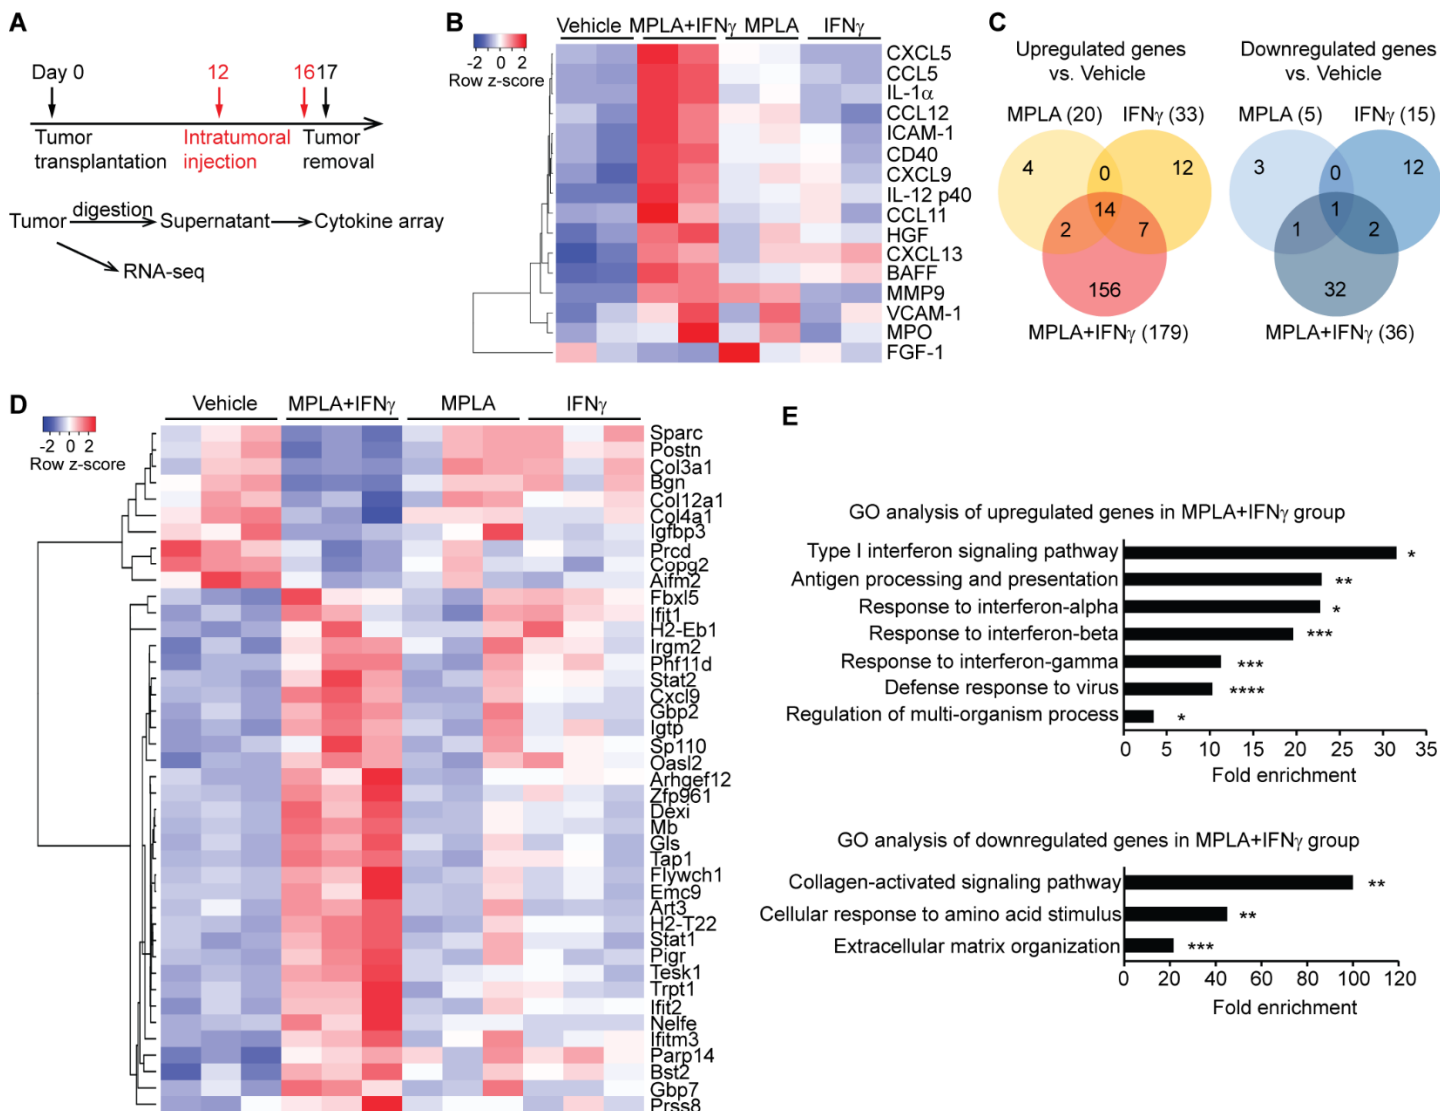 A
Day 0
12
16
17
Tumor
transplantation
Intratumoral
injection
Tumor
removal
Tumor
digestion
Supernatant
Cytokine array
RNA-seq
B
-2 0 2
Row z-score
Vehicle
MPLA+IFNγ
MPLA
IFNγ
CXCL5
CCL5
IL-1α
CCL12
ICAM-1
CD40
CXCL9
IL-12 p40
CCL11
HGF
CXCL13
BAFF
MMP9
VCAM-1
MPO
FGF-1
C
Upregulated genes
vs. Vehicle
MPLA (20)
IFNγ (33)
4
0
12
14
2
7
156
MPLA+IFNγ (179)
Downregulated genes
vs. Vehicle
MPLA (5)
IFNγ (15)
3
0
12
1
1
2
32
MPLA+IFNγ (36)
D
-2 0 2
Row z-score
Vehicle
MPLA+IFNγ
MPLA
IFNγ
Sparc
Postn
Col3a1
Bgn
Col12a1
Col4a1
Igfbp3
Prcd
Copg2
Aifm2
Fbxl5
Ifit1
H2-Eb1
Irgm2
Phf11d
Stat2
Cxcl9
Gbp2
Igtp
Sp110
Oasl2
Arhgef12
Zfp961
Dexi
Mb
Gls
Tap1
Flywch1
Emc9
Art3
H2-T22
Stat1
Pigr
Tesk1
Trpt1
Ifit2
Nelfe
Ifitm3
Parp14
Bst2
Gbp7
Prss8
E
GO analysis of upregulated genes in MPLA+IFNγ group
Type I interferon signaling pathway *
Antigen processing and presentation **
Response to interferon-alpha *
Response to interferon-beta ***
Response to interferon-gamma ***
Defense response to virus ****
Regulation of multi-organism process *
0 5 10 15 20 25 30 35
Fold enrichment
GO analysis of downregulated genes in MPLA+IFNγ group
Collagen-activated signaling pathway **
Cellular response to amino acid stimulus **
Extracellular matrix organization ***
0 20 40 60 80 100 120
Fold enrichment